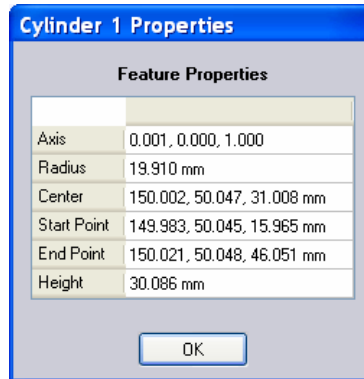 Cylinder 1 Properties
Feature Properties
Axis 0.001, 0.000, 1.000
Radius 19.910 mm
Center 150.002, 50.047, 31.008 mm
Start Point 149.983, 50.045, 15.965 mm
End Point 150.021, 50.048, 46.051 mm
Height 30.086 mm
OK